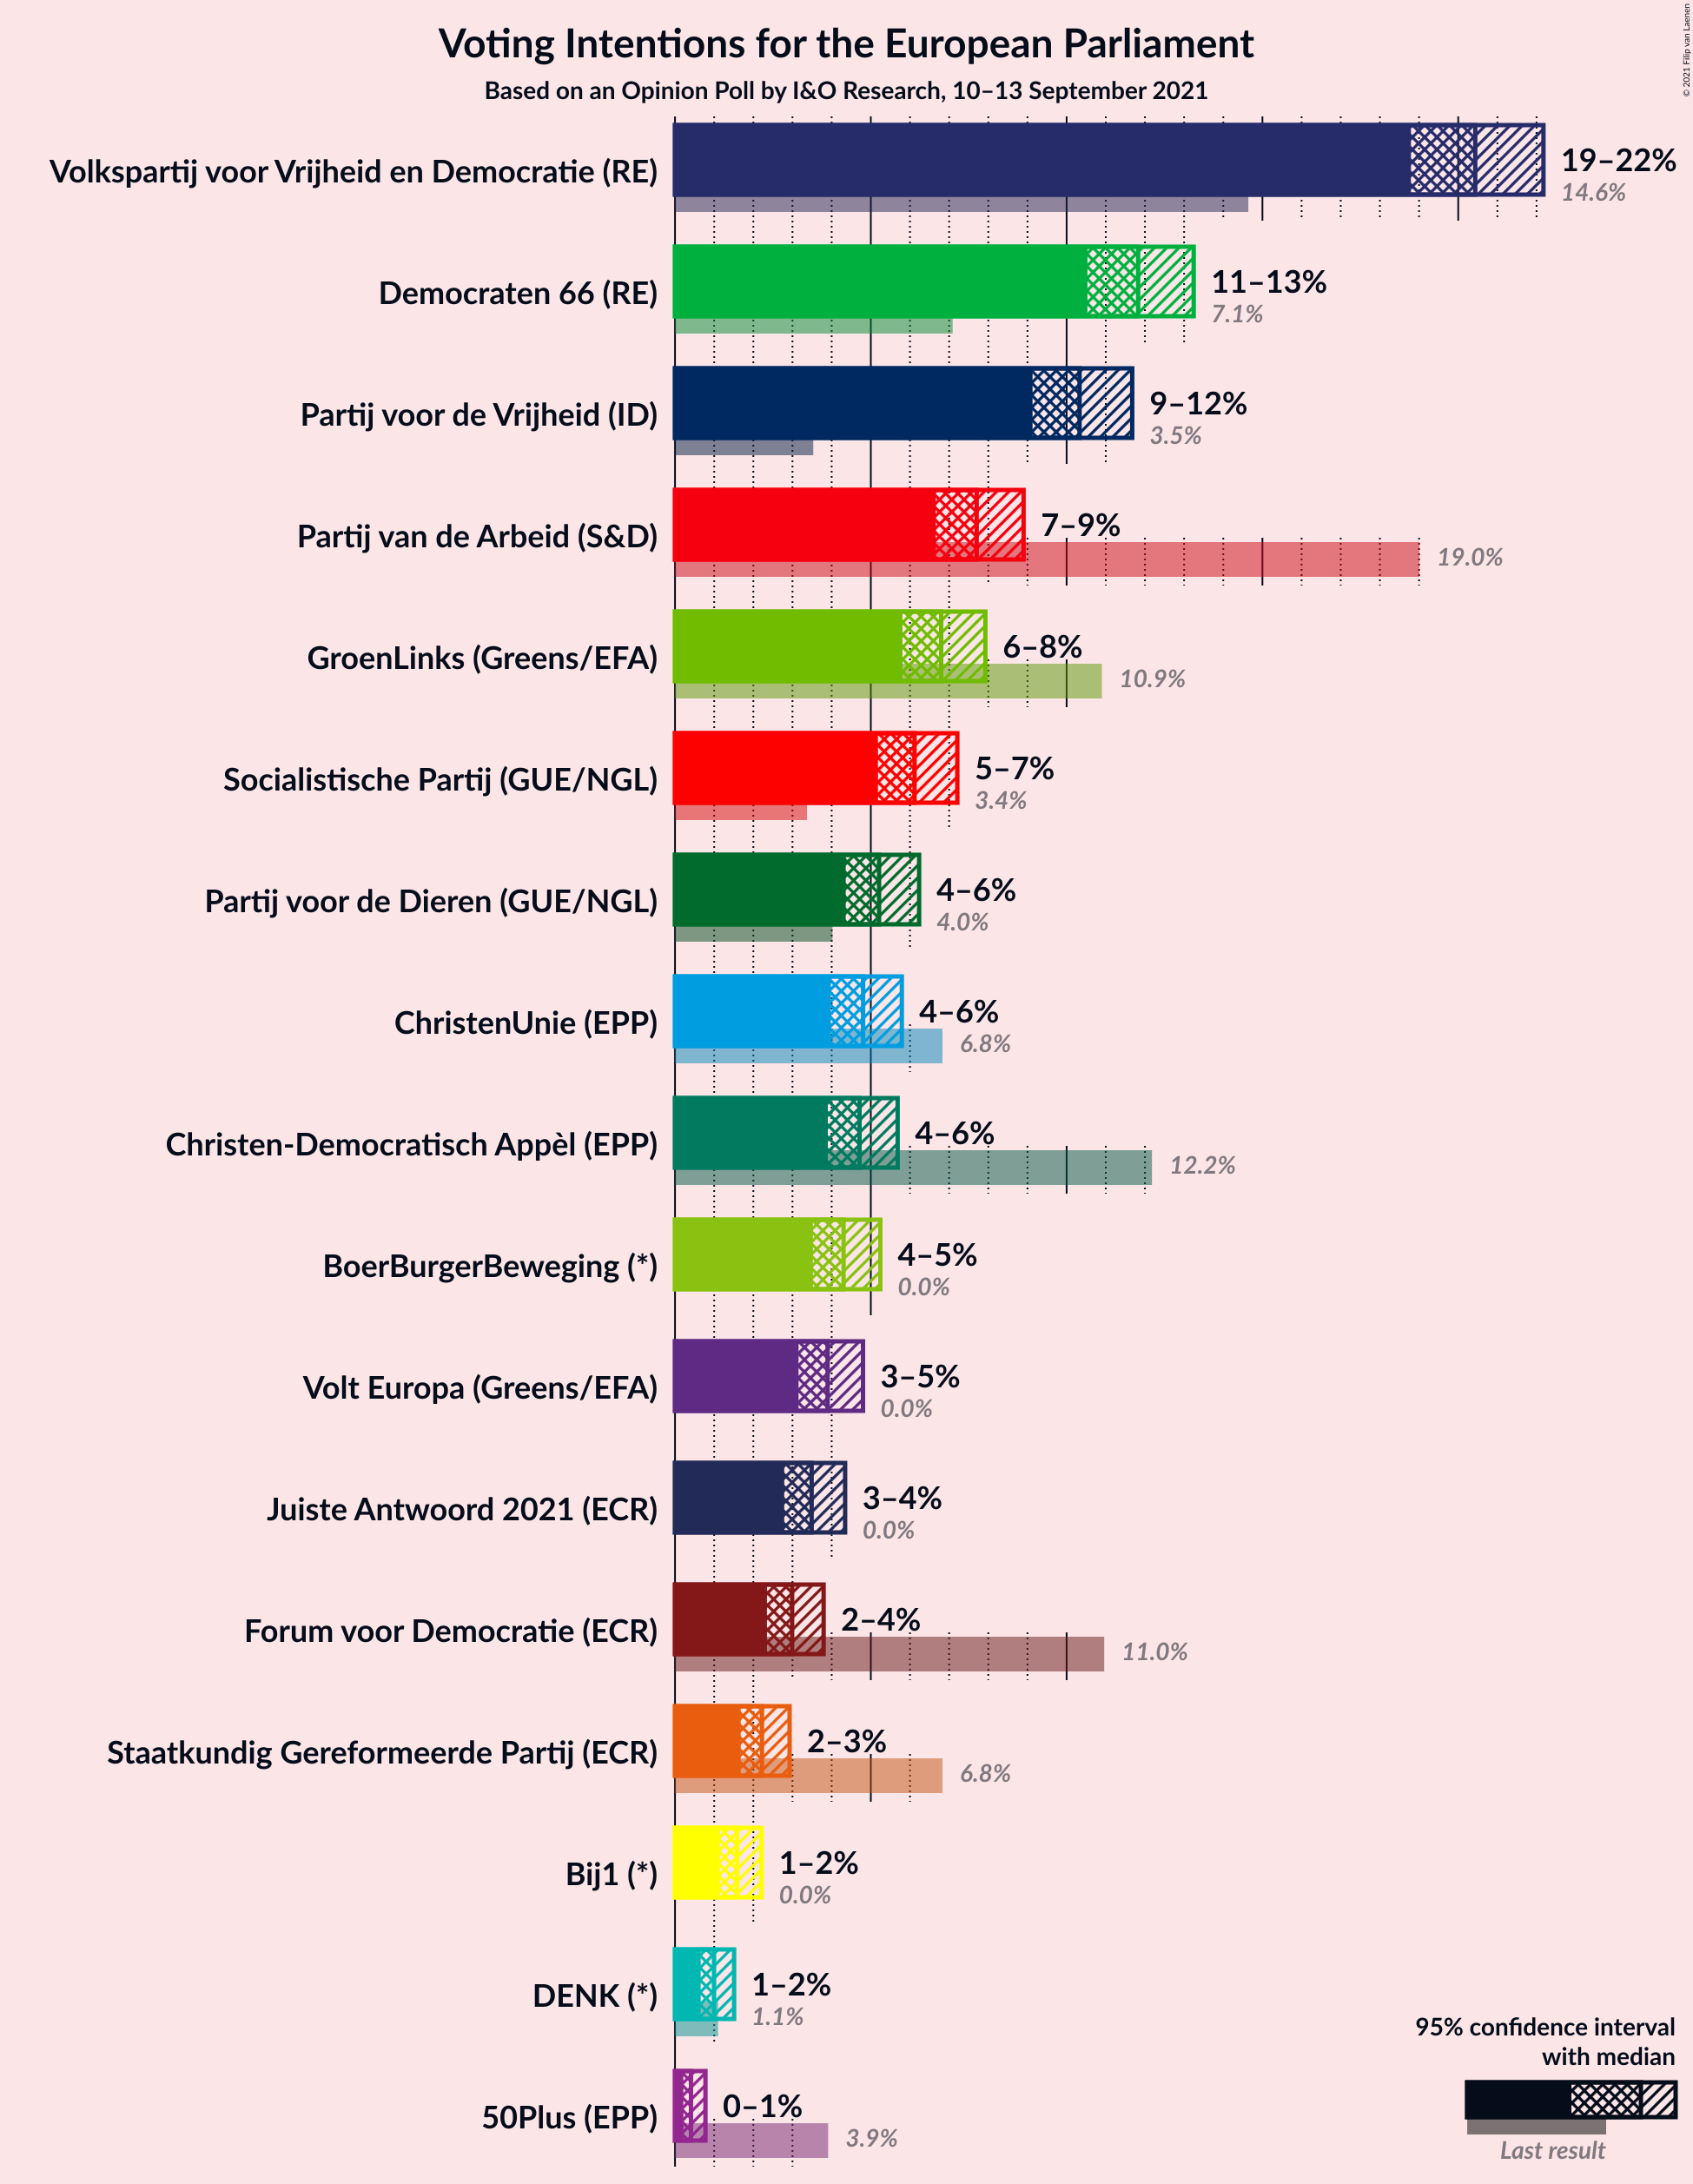 Voting Intentions for the European Parliament
Based on an Opinion Poll by I&O Research, 10–13 September 2021
© 2021 Filip van Laenen
Volkspartij voor Vrijheid en Democratie (RE)
19–22%
14.6%
Democraten 66 (RE)
11–13%
7.1%
Partij voor de Vrijheid (ID)
9–12%
3.5%
Partij van de Arbeid (S&D)
7–9%
19.0%
GroenLinks (Greens/EFA)
6–8%
10.9%
Socialistische Partij (GUE/NGL)
5–7%
3.4%
Partij voor de Dieren (GUE/NGL)
4–6%
4.0%
ChristenUnie (EPP)
4–6%
6.8%
Christen-Democratisch Appèl (EPP)
4–6%
12.2%
BoerBurgerBeweging (*)
4–5%
0.0%
Volt Europa (Greens/EFA)
3–5%
0.0%
Juiste Antwoord 2021 (ECR)
3–4%
0.0%
Forum voor Democratie (ECR)
2–4%
11.0%
Staatkundig Gereformeerde Partij (ECR)
2–3%
6.8%
Bij1 (*)
1–2%
0.0%
DENK (*)
1–2%
1.1%
50Plus (EPP)
0–1%
3.9%
95% confidence interval
with median
Last result